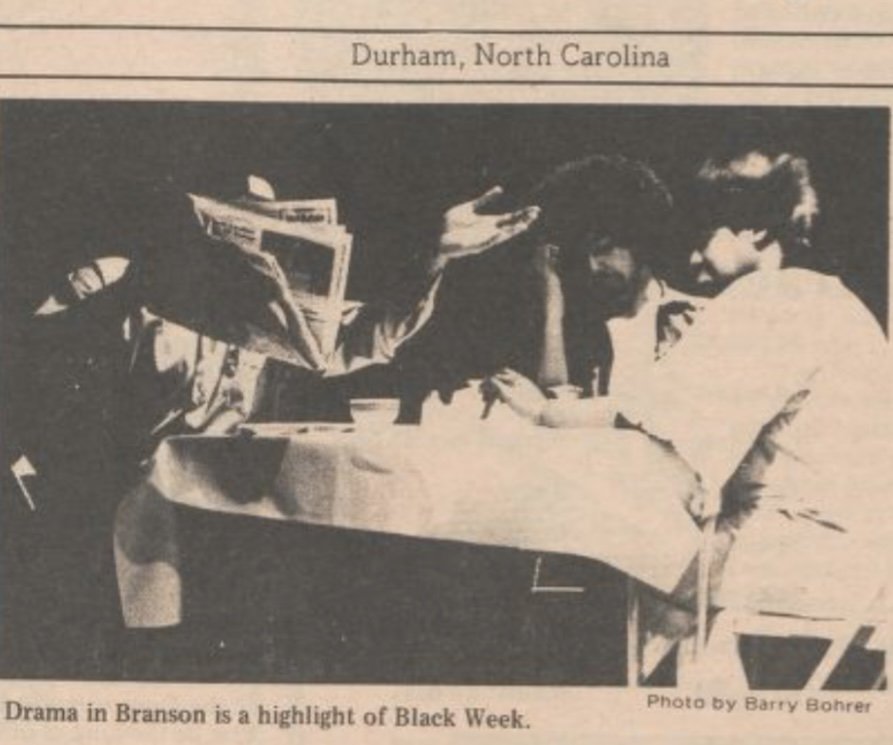 Durham, North Carolina
Photo by Barry Bohrer
Drama in Branson is a highlight of Black Week.